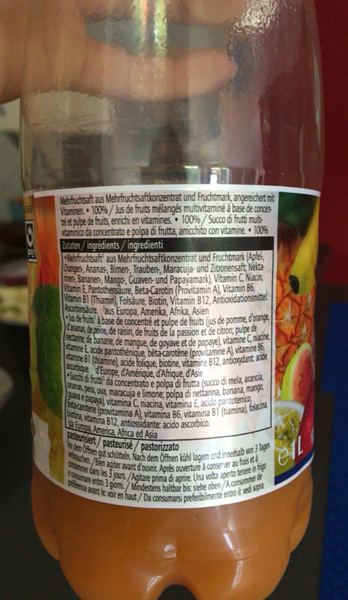 Mehrfruchtsaft aus Mehrfruchtsaftkonzentrat und Fruchtmark, angereichert mit
Vitaminen. • 100% / Jus de fruits mélangés multivitaminé à base de concen-
tré et pulpe de fruits, enrichi en vitamines. • 100% / Succo di frutti multi-
vitaminico da concentrato e polpa di frutta, arricchito con vitamine. • 100%
Zutaten / ingrédients / ingredienti
•Mehrfruchtsaft¹ aus Mehrfruchtsaftkonzentrat und Fruchtmark (Apfel-,
Orangen-, Ananas-, Birnen-, Trauben-, Maracuja- und Zitronensaft; Nekta-
rinen-, Bananen-, Mango-, Guaven- und Papayamark), Vitamin C, Niacin,
Vitamin E, Pantothensäure, Beta-Carotin (Provitamin A), Vitamin B6,
Vitamin B1 (Thiamin), Folsäure, Biotin, Vitamin B12, Antioxidationsmittel:
Ascorbinsäure. ¹aus Europa, Amerika, Afrika, Asien
• Jus de fruits¹ à base de concentré et pulpe de fruits (jus de pomme, d'orange,
d'ananas, de poire, de raisin, de fruits de la passion et de citron; pulpe de
nectarine, de banane, de mangue, de goyave et de papaye), vitamine C, niacine,
vitamine E, acide pantothénique, bêta-carotène (provitamine A), vitamine B6,
vitamine B1 (thiamine), acide folique, biotine, vitamine B12, antioxydant: acide
ascorbique. ¹d'Europe, d'Amérique, d'Afrique, d'Asie
• Succhi di frutti¹ da concentrato e polpa di frutta (succo di mela, arancia,
ananas, pera, uva, maracuja e limone; polpa di nettarina, banana, mango,
guava e papaya), vitamina C, niacina, vitamina E, acido pantotenico,
beta-carotene (provitamina A), vitamina B6, vitamina B1 (tiamina), folacina,
biotina, vitamina B12, antiossidante: acido ascorbico.
¹da Europa, America, Africa ed Asia
pasteurisiert / pasteurisé / pastorizzato
Vor dem Öffnen gut schütteln. Nach dem Öffnen kühl lagern und innerhalb von 3 Tagen
verbrauchen. / Bien agiter avant d'ouvrir. Après ouverture à conserver au frais et à
consommer dans les 3 jours. / Agitare prima di aprire. Una volta aperto tenere in frigo
e consumare entro 3 giorni. / Mindestens haltbar bis: siehe oben / A consommer de
préférence avant le: voir en haut / Da consumarsi preferibilmente entro il: vedi sopra
e 1L